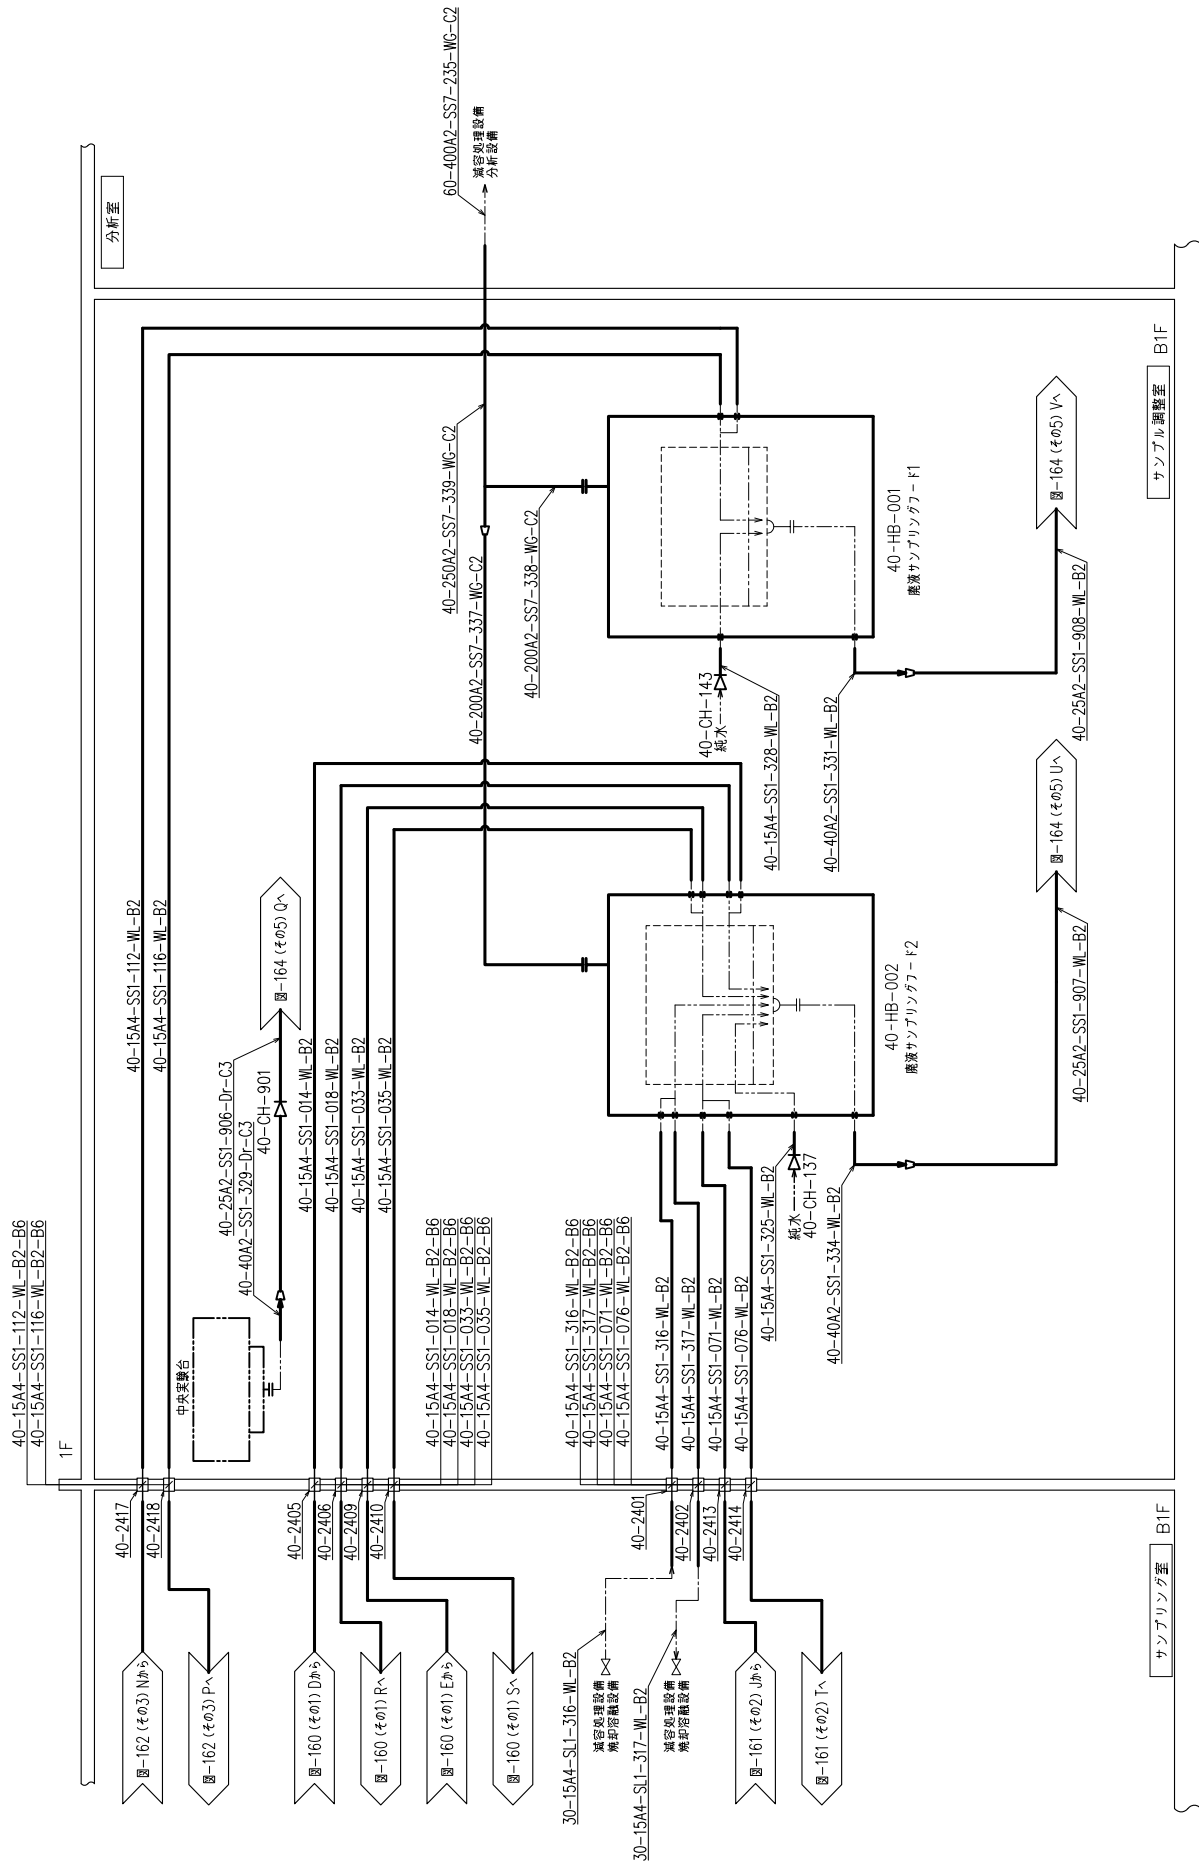 40-15A4-SS1-112-WL-B2-B6
40-15A4-SS1-116-WL-B2-B6
1F
分析室
60-400A2-SS7-235-WG-C2
減容処理設備
分析設備
40-15A4-SS1-112-WL-B2
40-15A4-SS1-116-WL-B2
中央実験台
40-25A2-SS1-906-Dr-C3
40-40A2-SS1-329-Dr-C3
40-CH-901
図-164 (その5) Qへ
40-250A2-SS7-339-WG-C2
40-200A2-SS7-337-WG-C2
40-200A2-SS7-338-WG-C2
40-15A4-SS1-014-WL-B2
40-15A4-SS1-018-WL-B2
40-15A4-SS1-033-WL-B2
40-15A4-SS1-035-WL-B2
40-15A4-SS1-014-WL-B2-B6
40-15A4-SS1-018-WL-B2-B6
40-15A4-SS1-033-WL-B2-B6
40-15A4-SS1-035-WL-B2-B6
40-15A4-SS1-316-WL-B2-B6
40-15A4-SS1-317-WL-B2-B6
40-15A4-SS1-071-WL-B2-B6
40-15A4-SS1-076-WL-B2-B6
40-15A4-SS1-316-WL-B2
40-15A4-SS1-317-WL-B2
40-15A4-SS1-071-WL-B2
40-15A4-SS1-076-WL-B2
40-2417
40-2418
40-2405
40-2406
40-2409
40-2410
40-2401
40-2402
40-2413
40-2414
図-162 (その3) Nから
図-162 (その3) Pへ
図-160 (その1) Dから
図-160 (その1) Rへ
図-160 (その1) Eから
図-160 (その1) Sへ
30-15A4-SL1-316-WL-B2
減容処理設備
焼却溶融設備
30-15A4-SL1-317-WL-B2
減容処理設備
焼却溶融設備
図-161 (その2) Jから
図-161 (その2) Tへ
40-15A4-SS1-325-WL-B2
純水
40-CH-137
40-40A2-SS1-334-WL-B2
40-HB-002
廃液サンプリングフード2
40-25A2-SS1-907-WL-B2
図-164 (その5) Uへ
40-CH-143
純水
40-15A4-SS1-328-WL-B2
40-40A2-SS1-331-WL-B2
40-HB-001
廃液サンプリングフード1
40-25A2-SS1-908-WL-B2
図-164 (その5) Vへ
サンプリング室
B1F
サンプル調整室
B1F